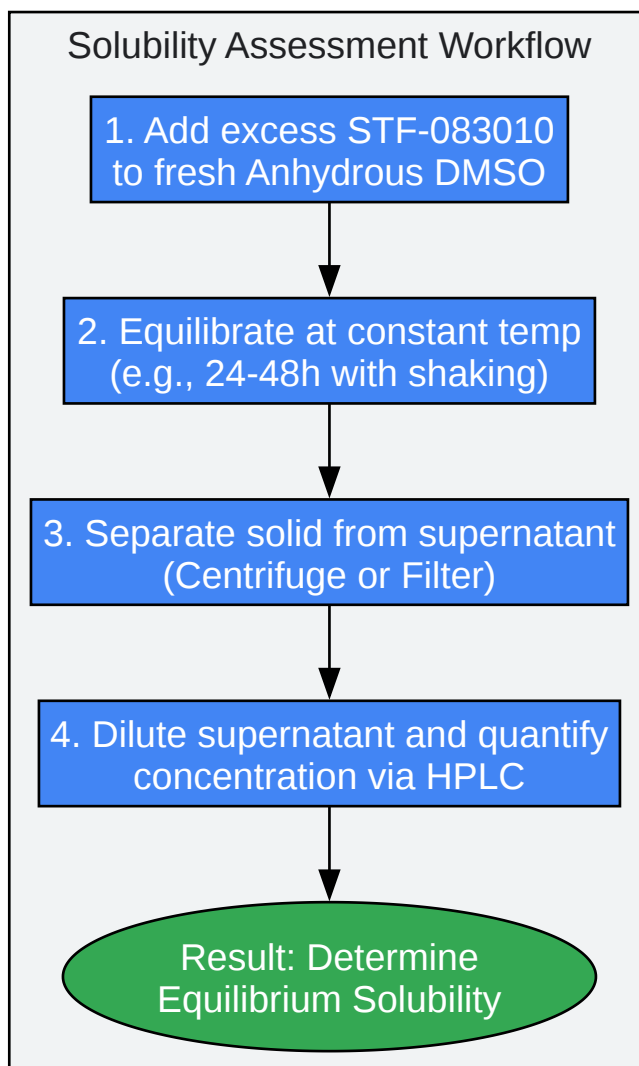 Solubility Assessment Workflow
1. Add excess STF-083010
to fresh Anhydrous DMSO
2. Equilibrate at constant temp
(e.g., 24-48h with shaking)
3. Separate solid from supernatant
(Centrifuge or Filter)
4. Dilute supernatant and quantify
concentration via HPLC
Result: Determine
Equilibrium Solubility